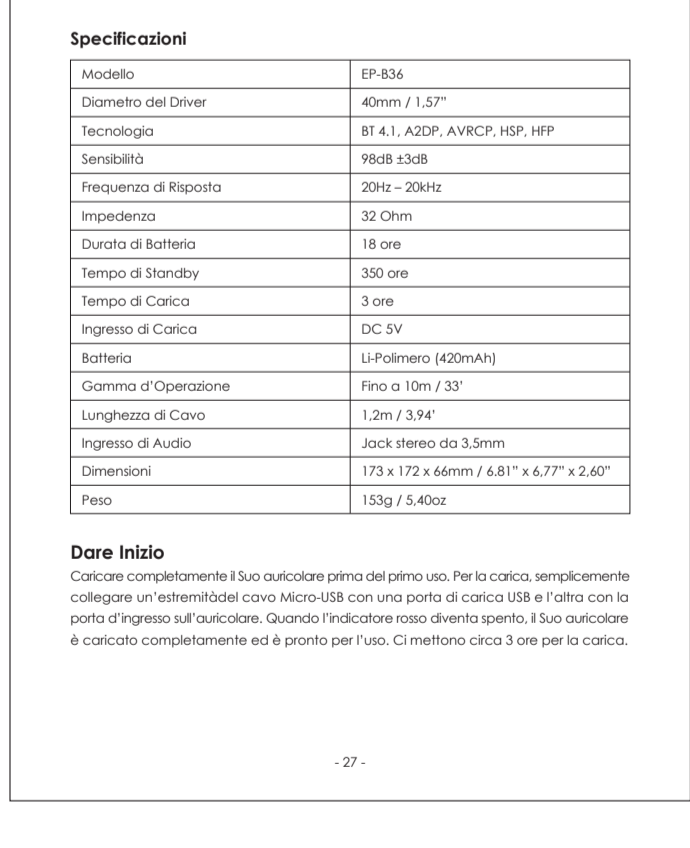 Specificazioni
Modello EP-B36
Diametro del Driver 40mm / 1,57"
Tecnologia BT 4.1, A2DP, AVRCP, HSP, HFP
Sensibilità 98dB ±3dB
Frequenza di Risposta 20Hz – 20kHz
Impedenza 32 Ohm
Durata di Batteria 18 ore
Tempo di Standby 350 ore
Tempo di Carica 3 ore
Ingresso di Carica DC 5V
Batteria Li-Polimero (420mAh)
Gamma d'Operazione Fino a 10m / 33'
Lunghezza di Cavo 1,2m / 3,94'
Ingresso di Audio Jack stereo da 3,5mm
Dimensioni 173 x 172 x 66mm / 6.81" x 6,77" x 2,60"
Peso 153g / 5,40oz
Dare Inizio
Caricare completamente il Suo auricolare prima del primo uso. Per la carica, semplicemente
collegare un'estremitàdel cavo Micro-USB con una porta di carica USB e l'altra con la
porta d'ingresso sull'auricolare. Quando l'indicatore rosso diventa spento, il Suo auricolare
è caricato completamente ed è pronto per l'uso. Ci mettono circa 3 ore per la carica.
- 27 -